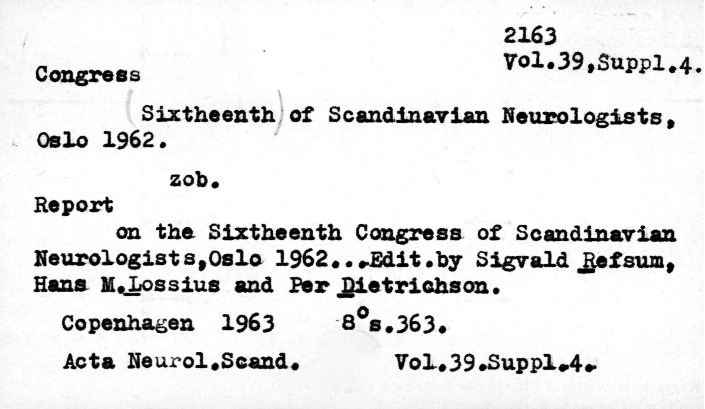 2163
Vol.39,Suppl.4.
Congress
(Sixtheenth) of Scandinavian Neurologists,
Oslo 1962.
zob.
Report
on the Sixtheenth Congress of Scandinavian
Neurologists,Oslo 1962...Edit.by Sigvald Refsum,
Hans M.Lossius and Per Dietrichson.
Copenhagen 1963 8°s.363.
Acta Neurol.Scand. Vol.39.Suppl.4.